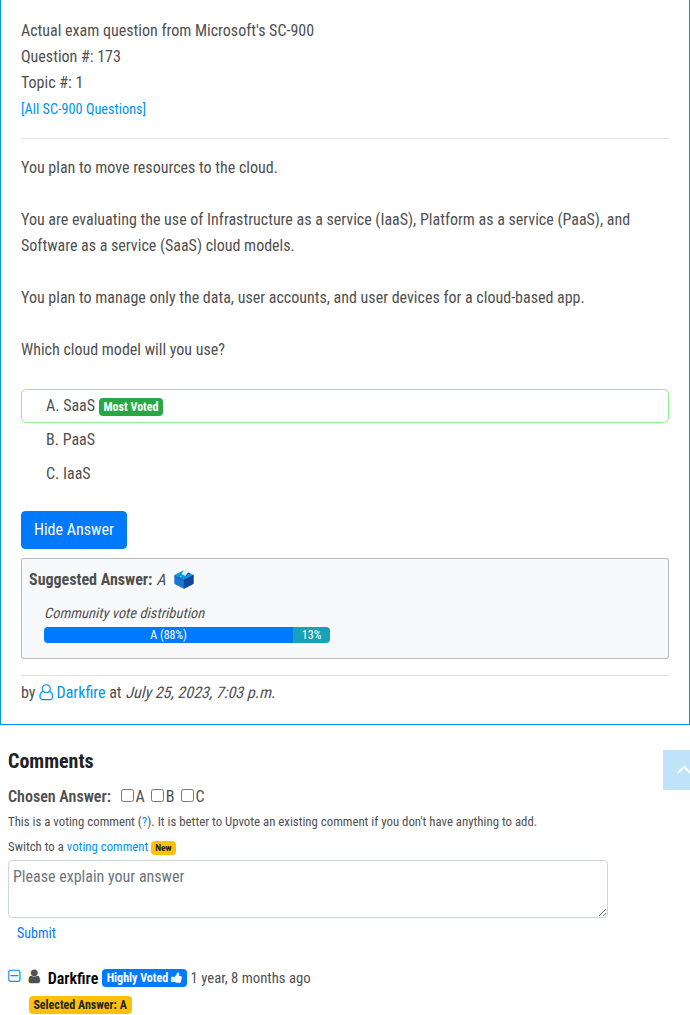 Actual exam question from Microsoft's SC-900
Question #: 173
Topic #: 1
[All SC-900 Questions]
You plan to move resources to the cloud.
You are evaluating the use of Infrastructure as a service (IaaS), Platform as a service (PaaS), and
Software as a service (SaaS) cloud models.
You plan to manage only the data, user accounts, and user devices for a cloud-based app.
Which cloud model will you use?
A. SaaS Most Voted
B. PaaS
C. IaaS
Hide Answer
Suggested Answer: A
Community vote distribution
A (88%) 13%
by Darkfire at July 25, 2023, 7:03 p.m.
Comments
Chosen Answer: A B C
This is a voting comment (?). It is better to Upvote an existing comment if you don't have anything to add.
Switch to a voting comment New
Please explain your answer
Submit
Darkfire Highly Voted 1 year, 8 months ago
Selected Answer: A